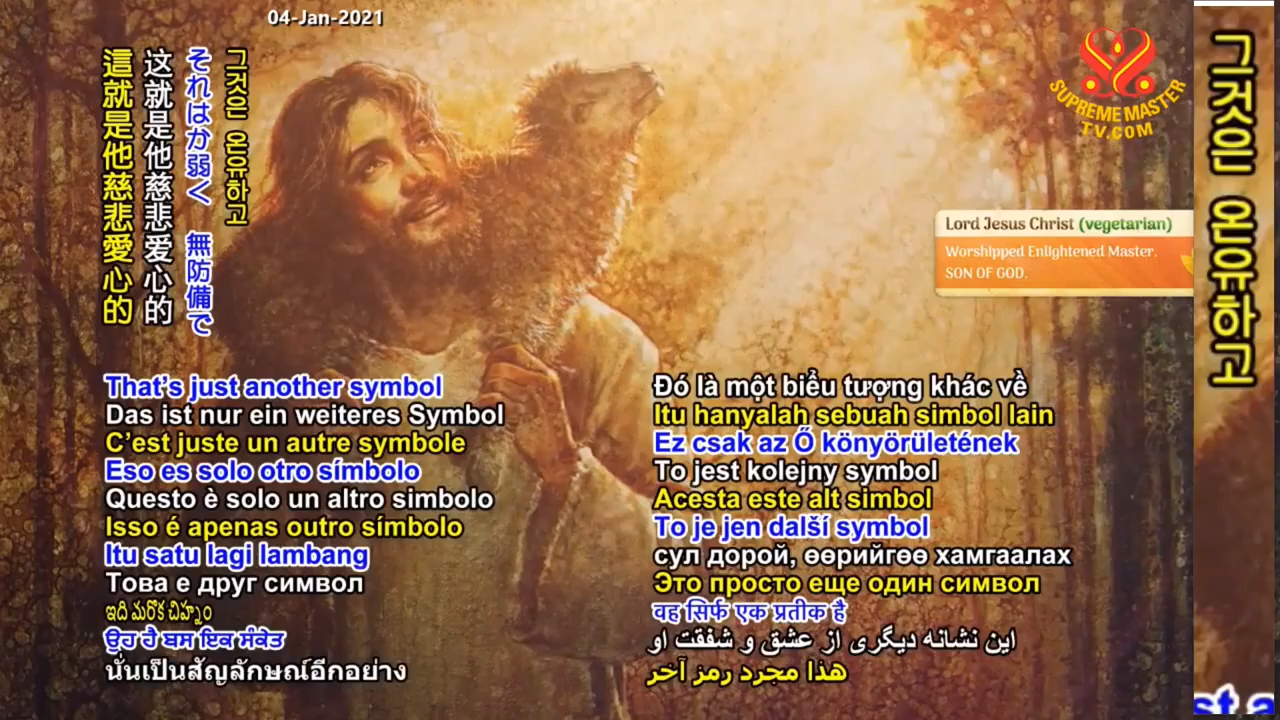 04-Jan-2021
그것은 온유하고
それはか弱く 無防備で
这就是他慈悲爱心的
這就是他慈悲愛心的
SUPREME MASTER
TV.COM
Lord Jesus Christ (vegetarian)
Worshipped Enlightened Master.
SON OF GOD.
That's just another symbol
Das ist nur ein weiteres Symbol
C'est juste un autre symbole
Eso es solo otro símbolo
Questo è solo un altro simbolo
Isso é apenas outro símbolo
Itu satu lagi lambang
Това е друг символ
ఇది మరొక చిహ్నం
ਉਹ ਹੈ ਬਸ ਇਕ ਸੰਕੇਤ
นั่นเป็นสัญลักษณ์อีกอย่าง
Đó là một biểu tượng khác về
Itu hanyalah sebuah simbol lain
Ez csak az Ő könyörületének
To jest kolejny symbol
Acesta este alt simbol
To je jen další symbol
сул дорой, өөрийгөө хамгаалах
Это просто еще один символ
वह सिर्फ एक प्रतीक है
این نشانه دیگری از عشق و شفقت او
هذا مجرد رمز آخر
그것은 온유하고
st a